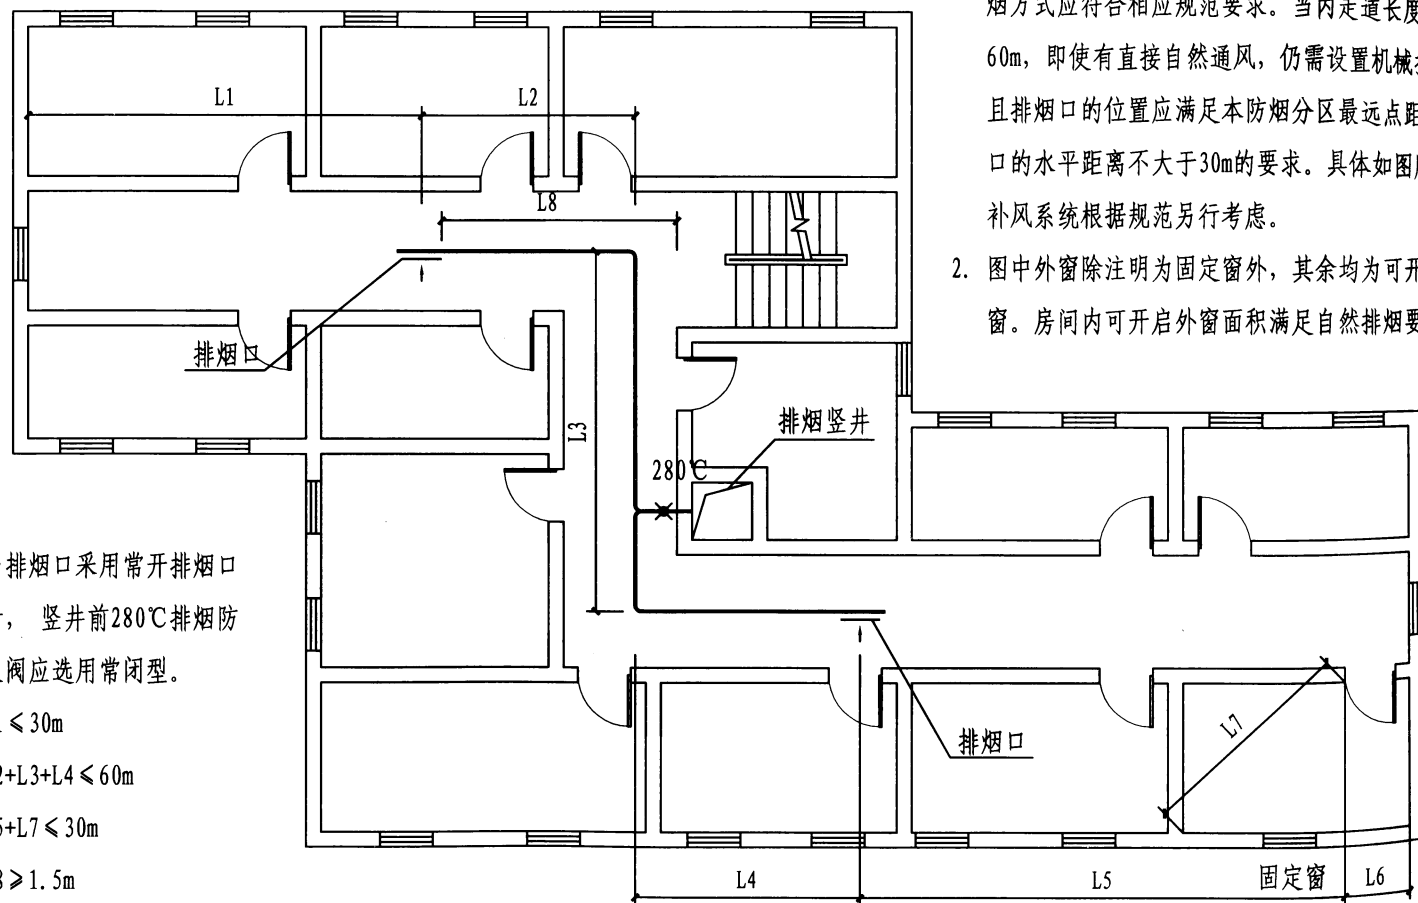 烟方式应符合相应规范要求。当内走道长度
60m，即使有直接自然通风，仍需设置机械
且排烟口的位置应满足本防烟分区最远点距
口的水平距离不大于30m的要求。具体如图
补风系统根据规范另行考虑。
2. 图中外窗除注明为固定窗外，其余均为可开
窗。房间内可开启外窗面积满足自然排烟要
L1
L2
L8
排烟口
L3
280℃
排烟竖井
排烟口采用常开排烟口
， 竖井前280℃排烟防
阀应选用常闭型。
≤30m
2+L3+L4≤60m
+L7≤30m
≥1.5m
L7
排烟口
L4
L5
固定窗
L6